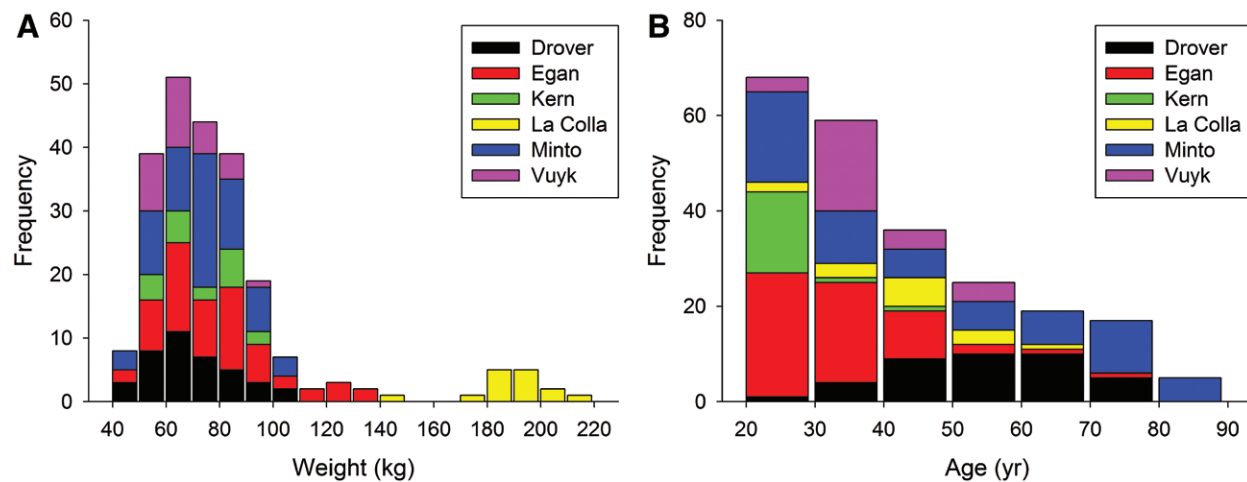 A
60
50
40
30
20
10
0
Frequency
Drover
Egan
Kern
La Colla
Minto
Vuyk
40 60 80 100 120 140 160 180 200 220
Weight (kg)
B
80
60
40
20
0
Frequency
Drover
Egan
Kern
La Colla
Minto
Vuyk
20 30 40 50 60 70 80 90
Age (yr)